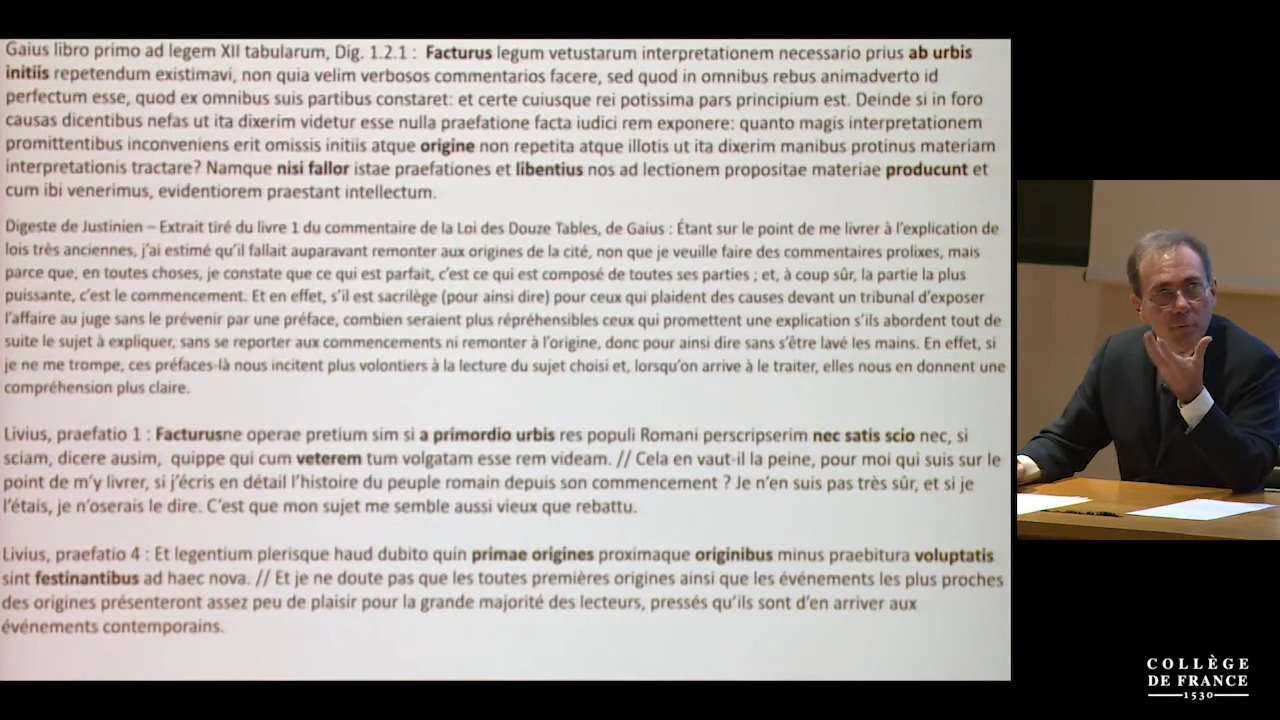 Gaius libro primo ad legem XII tabularum, Dig. 1.2.1 : Facturus legum vetustarum interpretationem necessario prius ab urbis
initiis repetendum existimavi, non quia velim verbosos commentarios facere, sed quod in omnibus rebus animadverto id
perfectum esse, quod ex omnibus suis partibus constaret: et certe cuiusque rei potissima pars principium est. Deinde si in foro
causas dicentibus nefas ut ita dixerim videtur esse nulla praefatione facta iudici rem exponere: quanto magis interpretationem
promittentibus inconveniens erit omissis initiis atque origine non repetita atque illotis ut ita dixerim manibus protinus materiam
interpretationis tractare? Namque nisi fallor istae praefationes et libentius nos ad lectionem propositae materiae producunt et
cum ibi venerimus, evidentiorem praestant intellectum.
Digeste de Justinien – Extrait tiré du livre 1 du commentaire de la Loi des Douze Tables, de Gaius : Étant sur le point de me livrer à l'explication de
lois très anciennes, j'ai estimé qu'il fallait auparavant remonter aux origines de la cité, non que je veuille faire des commentaires prolixes, mais
parce que, en toutes choses, je constate que ce qui est parfait, c'est ce qui est composé de toutes ses parties ; et, à coup sûr, la partie la plus
puissante, c'est le commencement. Et en effet, s'il est sacrilège (pour ainsi dire) pour ceux qui plaident des causes devant un tribunal d'exposer
l'affaire au juge sans le prévenir par une préface, combien seraient plus répréhensibles ceux qui promettent une explication s'ils abordent tout de
suite le sujet à expliquer, sans se reporter aux commencements ni remonter à l'origine, donc pour ainsi dire sans s'être lavé les mains. En effet, si
je ne me trompe, ces préfaces-là nous incitent plus volontiers à la lecture du sujet choisi et, lorsqu'on arrive à le traiter, elles nous en donnent une
compréhension plus claire.
Livius, praefatio 1 : Facturusne operae pretium sim si a primordio urbis res populi Romani perscripserim nec satis scio nec, si
sciam, dicere ausim, quippe qui cum veterem tum volgatam esse rem videam. // Cela en vaut-il la peine, pour moi qui suis sur le
point de m'y livrer, si j'écris en détail l'histoire du peuple romain depuis son commencement ? Je n'en suis pas très sûr, et si je
l'étais, je n'oserais le dire. C'est que mon sujet me semble aussi vieux que rebattu.
Livius, praefatio 4 : Et legentium plerisque haud dubito quin primae origines proximaque originibus minus praebitura voluptatis
sint festinantibus ad haec nova. // Et je ne doute pas que les toutes premières origines ainsi que les événements les plus proches
des origines présenteront assez peu de plaisir pour la grande majorité des lecteurs, pressés qu'ils sont d'en arriver aux
événements contemporains.
COLLÈGE
DE FRANCE
1530